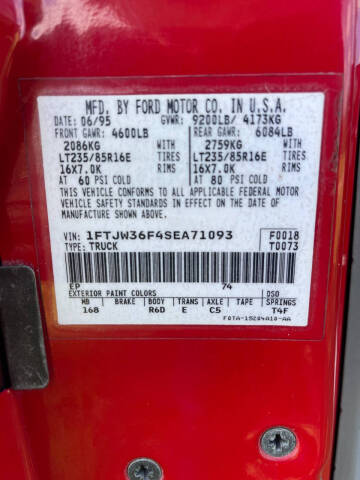 MFD. BY FORD MOTOR CO. IN U.S.A.
DATE: 06/95 GVWR: 9200LB/ 4173KG
FRONT GAWR: 4600LB REAR GAWR: 6084LB
2086KG WITH 2759KG WITH
LT235/85R16E TIRES LT235/85R16E TIRES
16X7.0K RIMS 16X7.0K RIMS
AT 60 PSI COLD AT 80 PSI COLD
THIS VEHICLE CONFORMS TO ALL APPLICABLE FEDERAL MOTOR
VEHICLE SAFETY STANDARDS IN EFFECT ON THE DATE OF
MANUFACTURE SHOWN ABOVE.
VIN: 1FTJW36F4SEA71093 F0018
TYPE: TRUCK T0073
EP 74
EXTERIOR PAINT COLORS DSO
WB BRAKE BODY TRANS AXLE TAPE SPRINGS
168 R6D E C5 T4F
F0TA-15204A10-AA